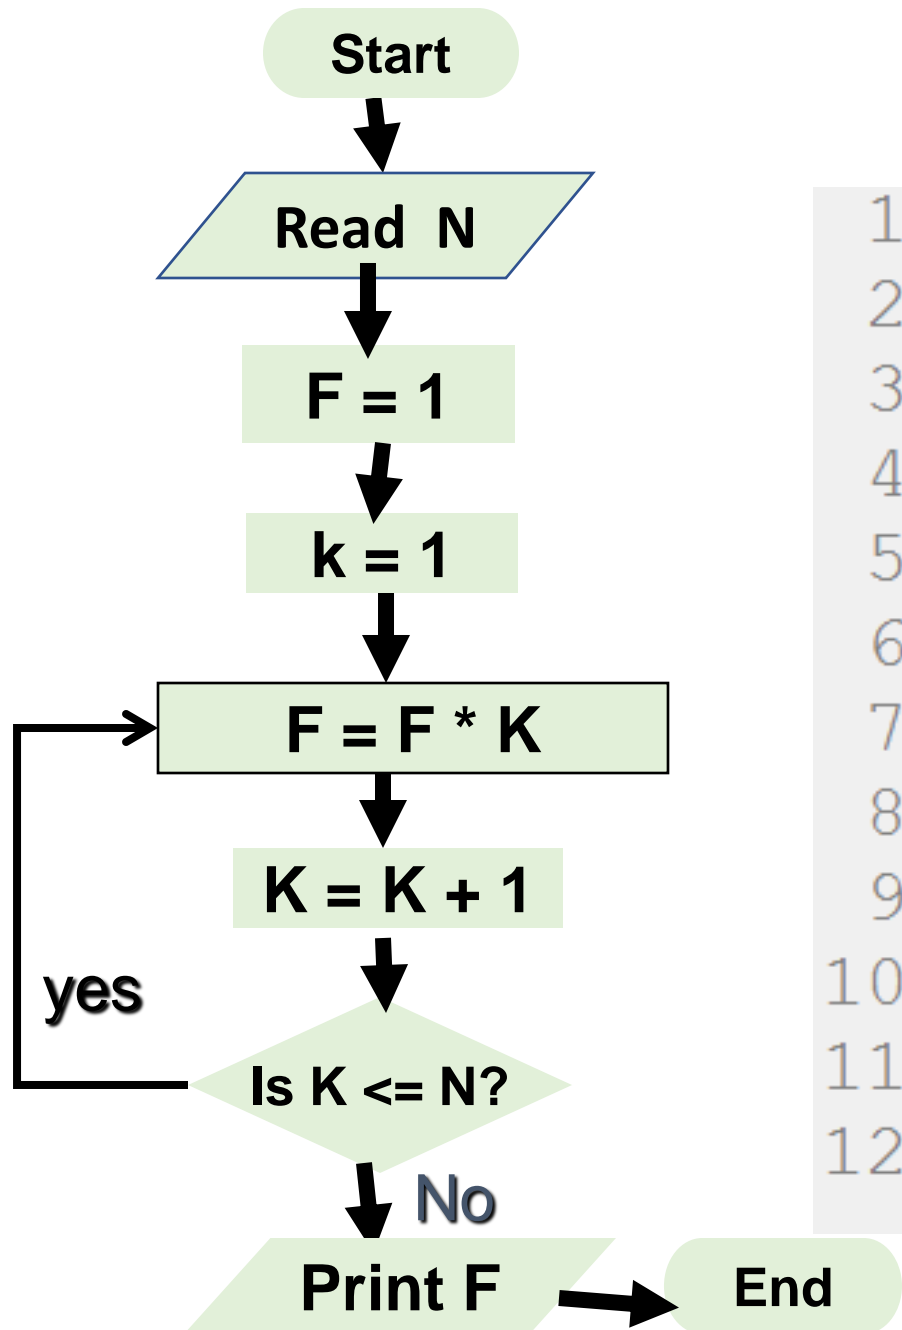 Start
Read N
F = 1
k = 1
F = F * K
K = K + 1
yes
Is K <= N?
No
Print F
End
1
2
3
4
5
6
7
8
9
10
11
12